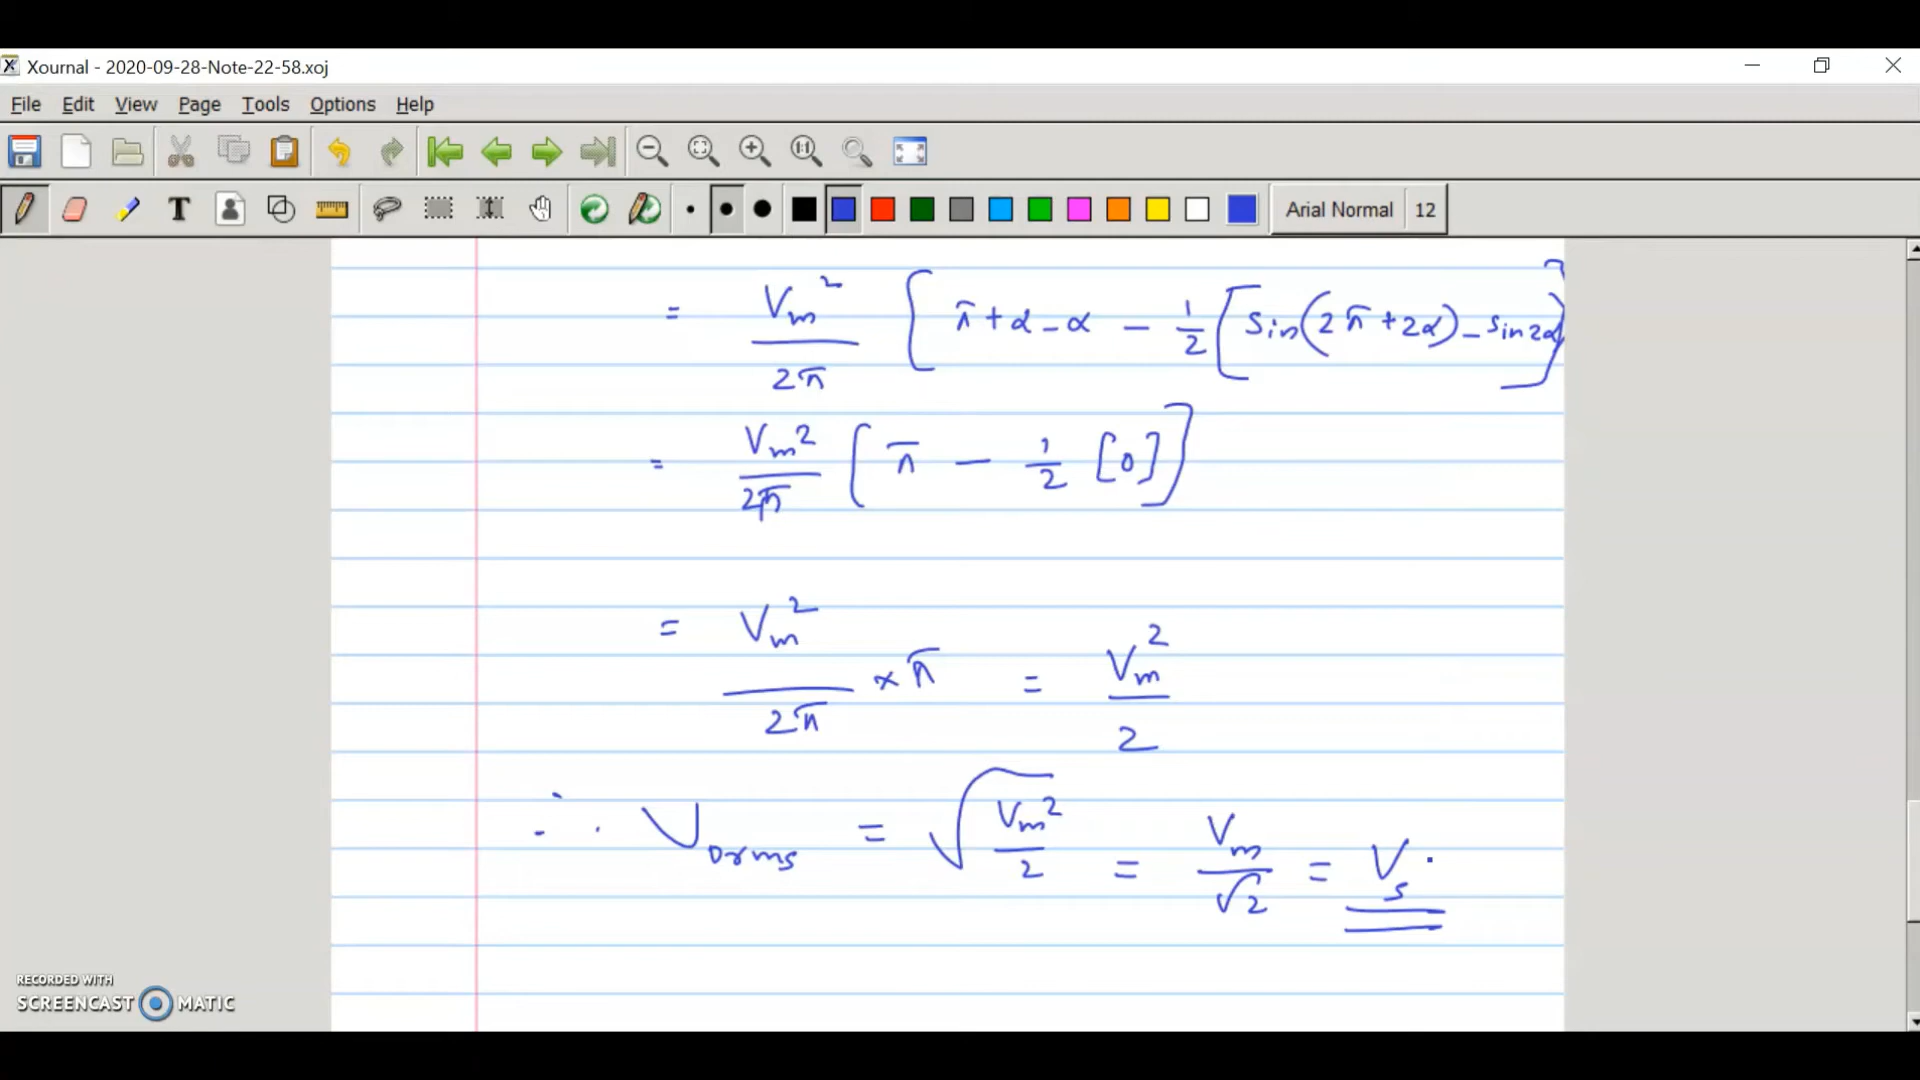 Xournal - 2020-09-28-Note-22-58.xoj
File Edit View Page Tools Options Help
T 1:1 Arial Normal 12
= Vm² / 2π [ π + α - α - 1/2 [ sin(2π + 2α) - sin 2α ] ]
= Vm² / 2π [ π - 1/2 [0] ]
= Vm² / 2π × π = Vm² / 2
∴ Vorms = √(Vm² / 2) = Vm / √2 = Vs .
RECORDED WITH
SCREENCAST MATIC